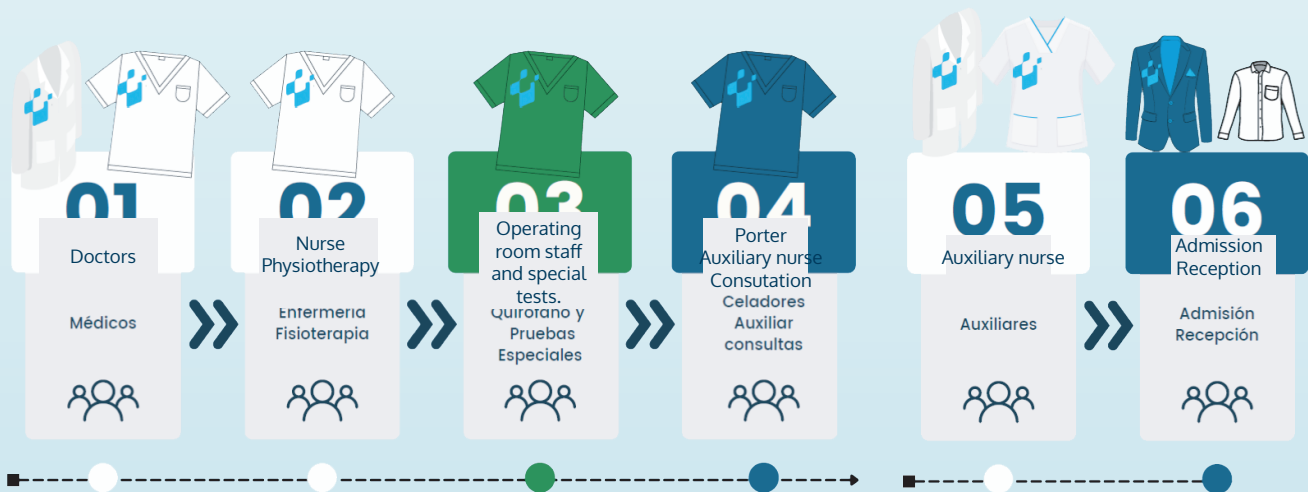 01
Doctors
Médicos
02
Nurse
Physiotherapy
Enfermería
Fisioterapia
03
Operating
room staff
and special
tests.
Quirófano y
Pruebas
Especiales
04
Porter
Auxiliary nurse
Consutation
Celadores
Auxiliar
consultas
05
Auxiliary nurse
Auxiliares
06
Admission
Reception
Admisión
Recepción